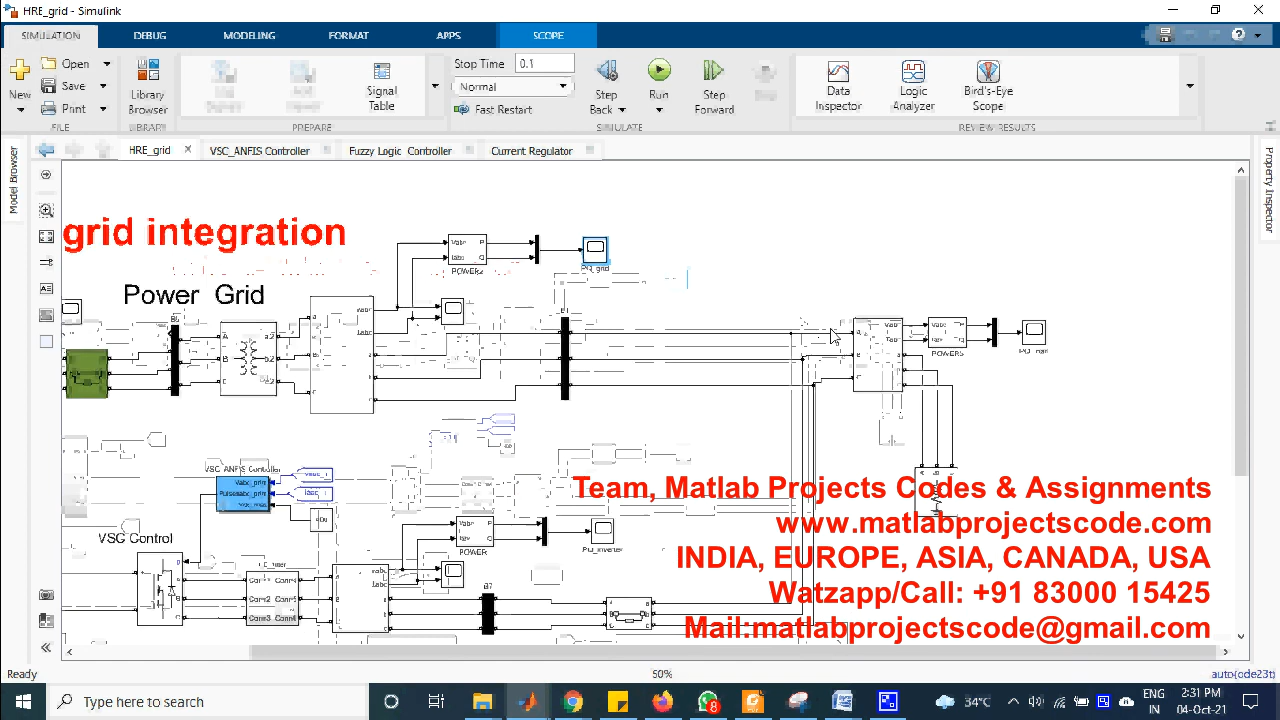 HRE_grid - Simulink
SIMULATION DEBUG MODELING FORMAT APPS SCOPE
New Open Save Print
Library Browser
Signal Table
Stop Time 0.1
Normal
Fast Restart
Step Back Run Step Forward
Data Inspector Logic Analyzer Bird's-Eye Scope
FILE LIBRARY PREPARE SIMULATE REVIEW RESULTS
HRE_grid VSC_ANFIS Controller Fuzzy Logic Controller Current Regulator
Model Browser
Property Inspector
grid integration
Power Grid
POWER2
VSC_ANFIS Controller
VSC Control
POWER
PQ_inverter
Team, Matlab Projects Codes & Assignments
www.matlabprojectscode.com
INDIA, EUROPE, ASIA, CANADA, USA
Watzapp/Call: +91 83000 15425
Mail:matlabprojectscode@gmail.com
Ready 50% auto(ode23t)
Type here to search
8
34°C
ENG
IN
2:31 PM
04-Oct-21